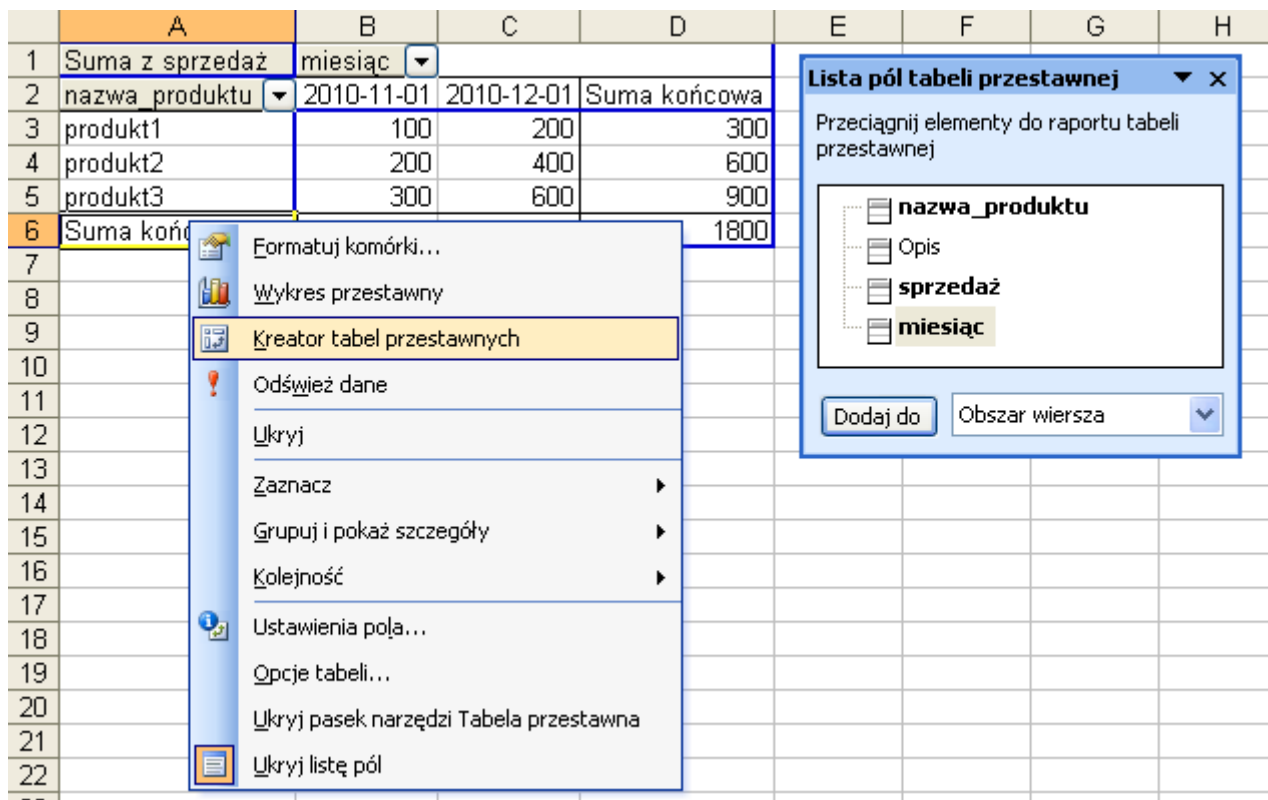 A B C D E F G H
1 Suma z sprzedaż miesiąc
2 nazwa_produktu 2010-11-01 2010-12-01 Suma końcowa
3 produkt1 100 200 300
4 produkt2 200 400 600
5 produkt3 300 600 900
6 Suma 1800
7
8
9
10
11
12
13
14
15
16
17
18
19
20
21
22
Formatuj komórki...
Wykres przestawny
Kreator tabel przestawnych
Odśwież dane
Ukryj
Zaznacz
Grupuj i pokaż szczegóły
Kolejność
Ustawienia pola...
Opcje tabeli...
Ukryj pasek narzędzi Tabela przestawna
Ukryj listę pól
Lista pól tabeli przestawnej
Przeciągnij elementy do raportu tabeli
przestawnej
nazwa_produktu
Opis
sprzedaż
miesiąc
Dodaj do Obszar wiersza